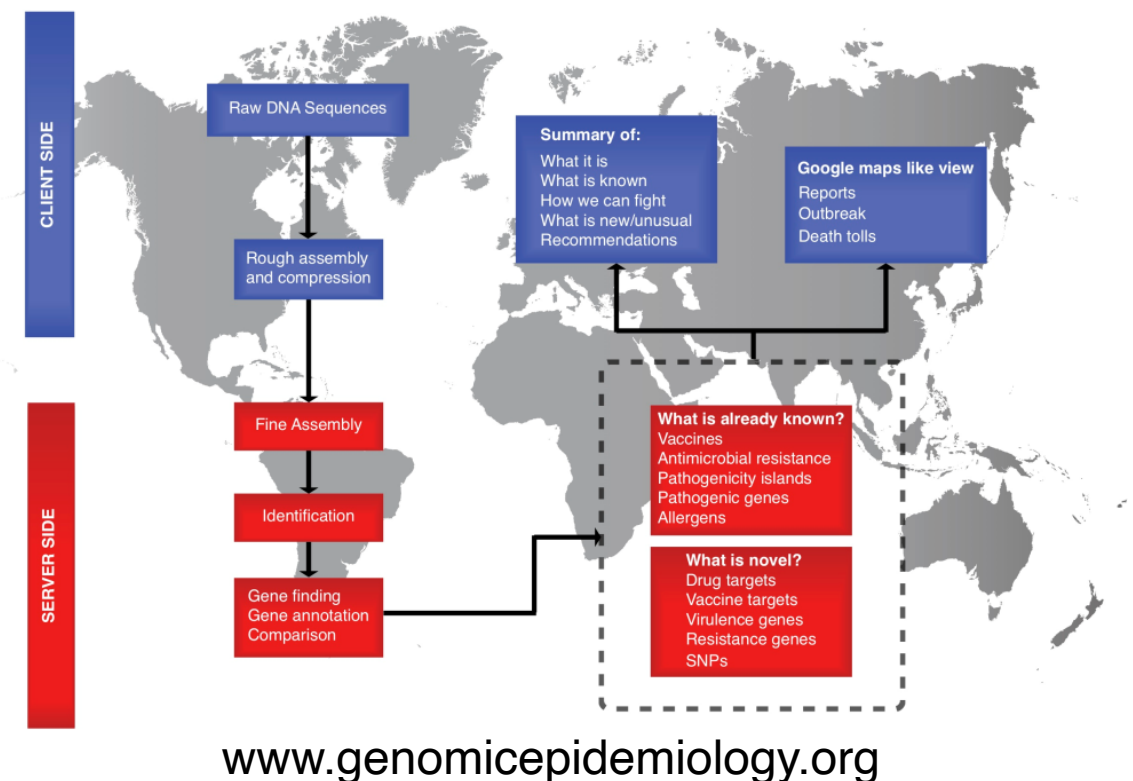 CLIENT SIDE
Raw DNA Sequences
Rough assembly
and compression
Summary of:
What it is
What is known
How we can fight
What is new/unusual
Recommendations
Google maps like view
Reports
Outbreak
Death tolls
SERVER SIDE
Fine Assembly
Identification
Gene finding
Gene annotation
Comparison
What is already known?
Vaccines
Antimicrobial resistance
Pathogenicity islands
Pathogenic genes
Allergens
What is novel?
Drug targets
Vaccine targets
Virulence genes
Resistance genes
SNPs
www.genomicepidemiology.org